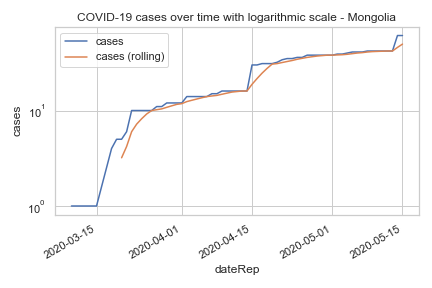 COVID-19 cases over time with logarithmic scale - Mongolia
cases
cases (rolling)
cases
10¹
10⁰
2020-03-15
2020-04-01
2020-04-15
2020-05-01
2020-05-15
dateRep